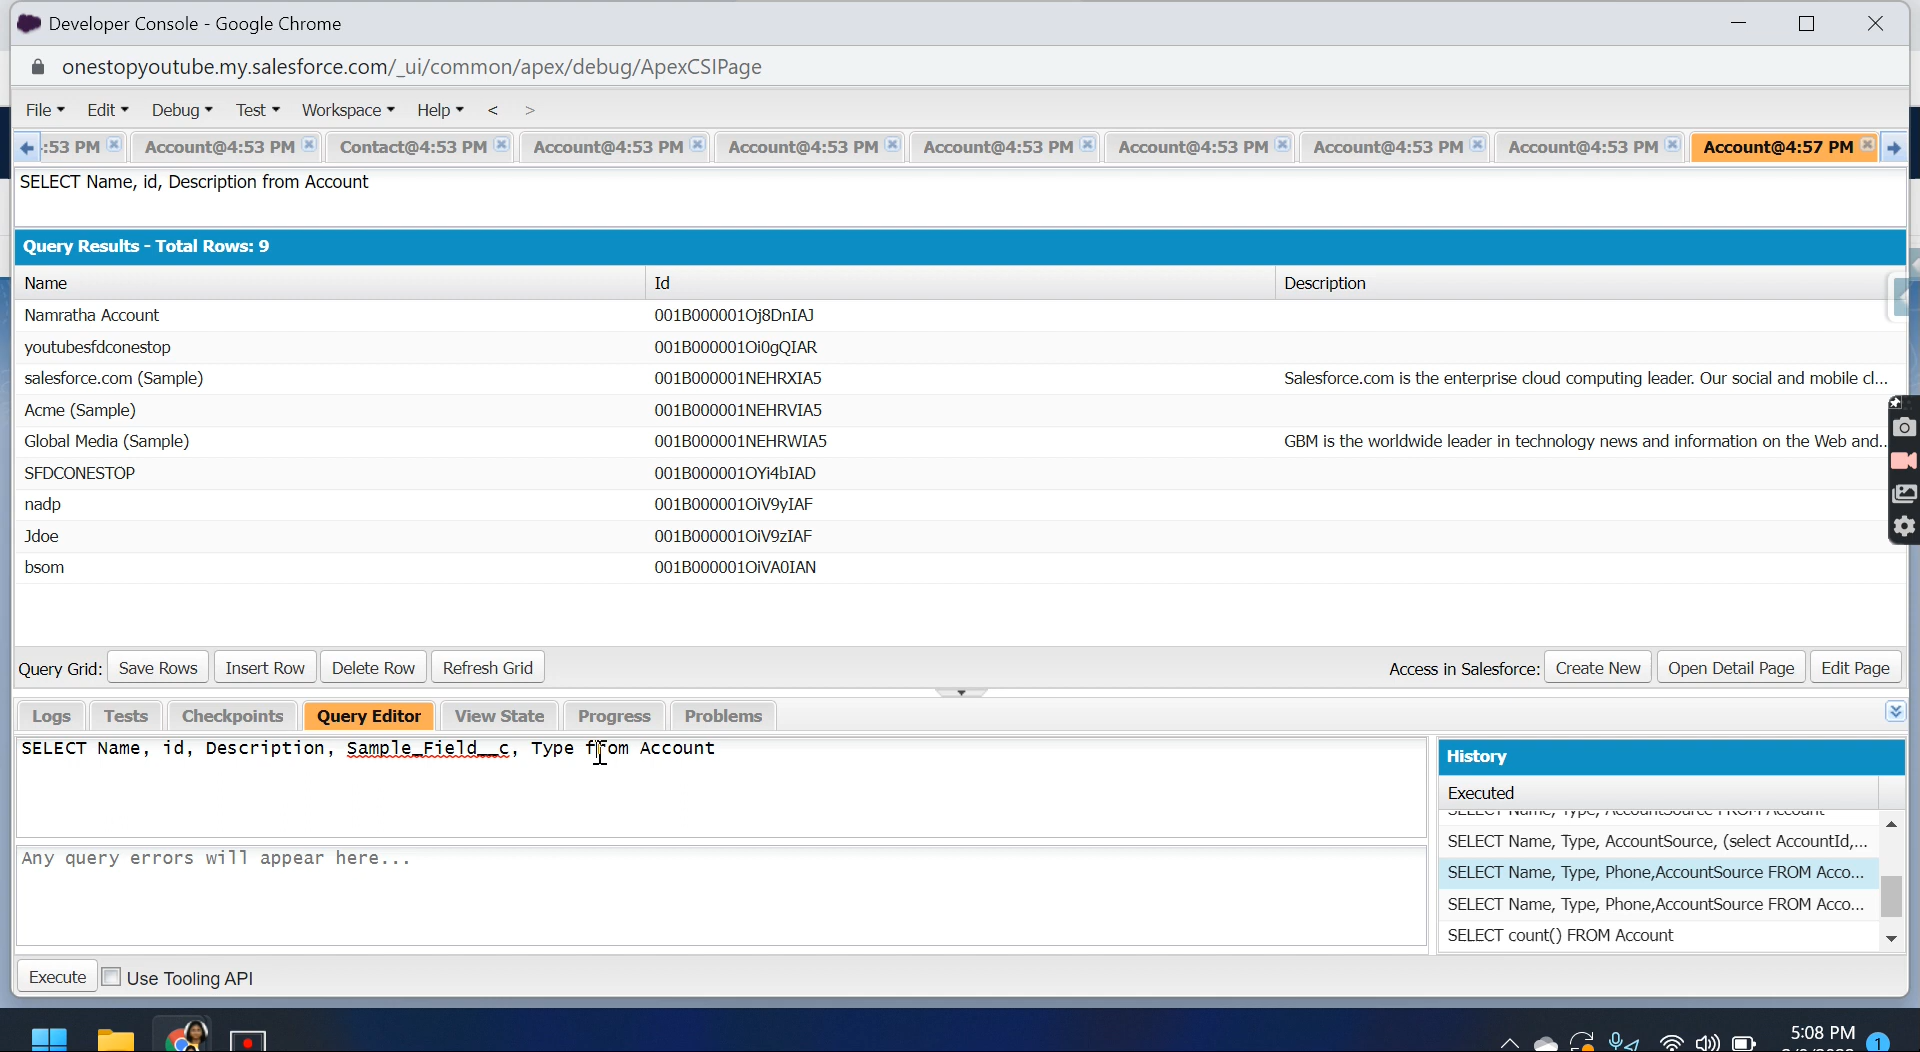 Developer Console - Google Chrome
onestopyoutube.my.salesforce.com/_ui/common/apex/debug/ApexCSIPage
File Edit Debug Test Workspace Help < >
:53 PM Account@4:53 PM Contact@4:53 PM Account@4:53 PM Account@4:53 PM Account@4:53 PM Account@4:53 PM Account@4:53 PM Account@4:53 PM Account@4:57 PM
SELECT Name, id, Description from Account
Query Results - Total Rows: 9
Name Id Description
Namratha Account 001B000001Oj8DnIAJ
youtubesfdconestop 001B000001Oi0gQIAR
salesforce.com (Sample) 001B000001NEHRXIA5 Salesforce.com is the enterprise cloud computing leader. Our social and mobile cl...
Acme (Sample) 001B000001NEHRVIA5
Global Media (Sample) 001B000001NEHRWIA5 GBM is the worldwide leader in technology news and information on the Web and..
SFDCONESTOP 001B000001OYi4bIAD
nadp 001B000001OiV9yIAF
Jdoe 001B000001OiV9zIAF
bsom 001B000001OiVA0IAN
Query Grid: Save Rows Insert Row Delete Row Refresh Grid Access in Salesforce: Create New Open Detail Page Edit Page
Logs Tests Checkpoints Query Editor View State Progress Problems
SELECT Name, id, Description, Sample_Field__c, Type from Account
Any query errors will appear here...
History
Executed
SELECT Name, Type, AccountSource FROM Account
SELECT Name, Type, AccountSource, (select AccountId,...
SELECT Name, Type, Phone,AccountSource FROM Acco...
SELECT Name, Type, Phone,AccountSource FROM Acco...
SELECT count() FROM Account
Execute Use Tooling API
5:08 PM
1